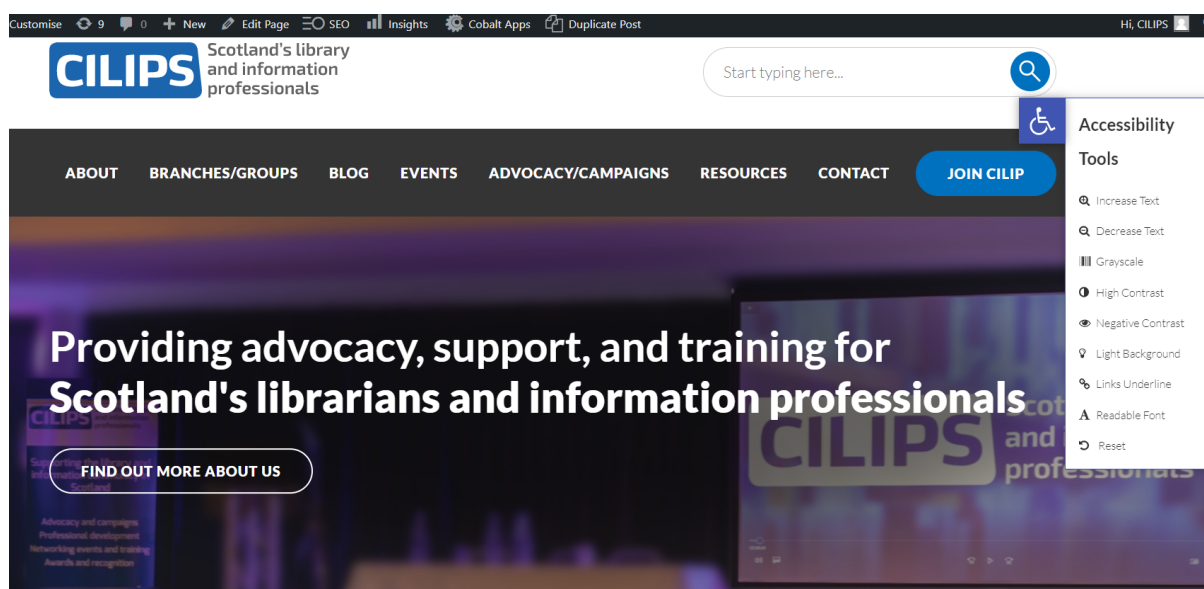 Customise 9 0 New Edit Page SEO Insights Cobalt Apps Duplicate Post Hi, CILIPS
CILIPS
Scotland's library
and information
professionals
Start typing here...
ABOUT BRANCHES/GROUPS BLOG EVENTS ADVOCACY/CAMPAIGNS RESOURCES CONTACT JOIN CILIP
Accessibility
Tools
Increase Text
Decrease Text
Grayscale
High Contrast
Negative Contrast
Light Background
Links Underline
Readable Font
Reset
Providing advocacy, support, and training for
Scotland's librarians and information professionals
FIND OUT MORE ABOUT US
CILIPS
Scotland
Advocacy and campaigns
Professional development
Networking events and training
Awards and recognition
CILIPS
Scot
and i
professionals